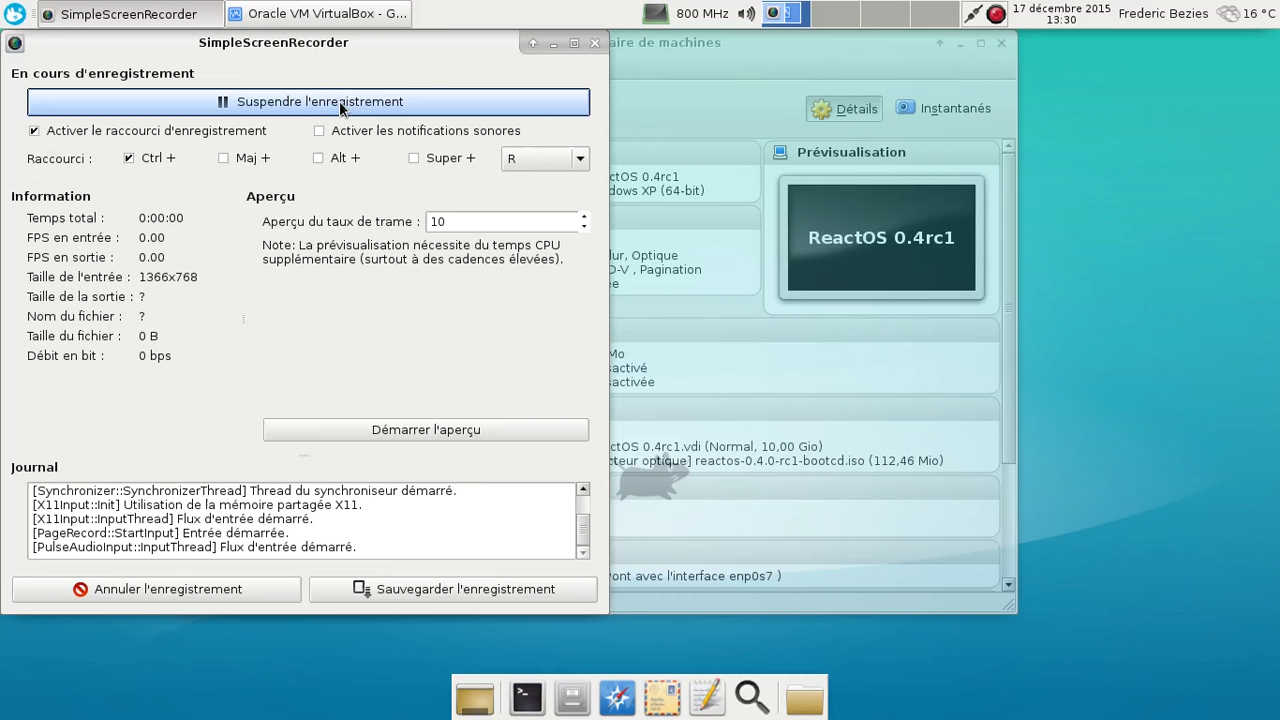 SimpleScreenRecorder
Oracle VM VirtualBox - G...
800 MHz
17 décembre 2015
13:30
Frederic Bezies
16 °C
SimpleScreenRecorder
aire de machines
En cours d'enregistrement
Suspendre l'enregistrement
Activer le raccourci d'enregistrement
Activer les notifications sonores
Raccourci :
Ctrl +
Maj +
Alt +
Super +
R
Information
Temps total : 0:00:00
FPS en entrée : 0.00
FPS en sortie : 0.00
Taille de l'entrée : 1366x768
Taille de la sortie : ?
Nom du fichier : ?
Taille du fichier : 0 B
Débit en bit : 0 bps
Aperçu
Aperçu du taux de trame : 10
Note: La prévisualisation nécessite du temps CPU
supplémentaire (surtout à des cadences élevées).
Démarrer l'aperçu
Journal
[Synchronizer::SynchronizerThread] Thread du synchroniseur démarré.
[X11Input::Init] Utilisation de la mémoire partagée X11.
[X11Input::InputThread] Flux d'entrée démarré.
[PageRecord::StartInput] Entrée démarrée.
[PulseAudioInput::InputThread] Flux d'entrée démarré.
Annuler l'enregistrement
Sauvegarder l'enregistrement
Détails
Instantanés
ctOS 0.4rc1
dows XP (64-bit)
lur, Optique
D-V , Pagination
ée
Prévisualisation
ReactOS 0.4rc1
Mo
sactivé
sactivée
ctOS 0.4rc1.vdi (Normal, 10,00 Gio)
cteur optique] reactos-0.4.0-rc1-bootcd.iso (112,46 Mio)
ont avec l'interface enp0s7 )